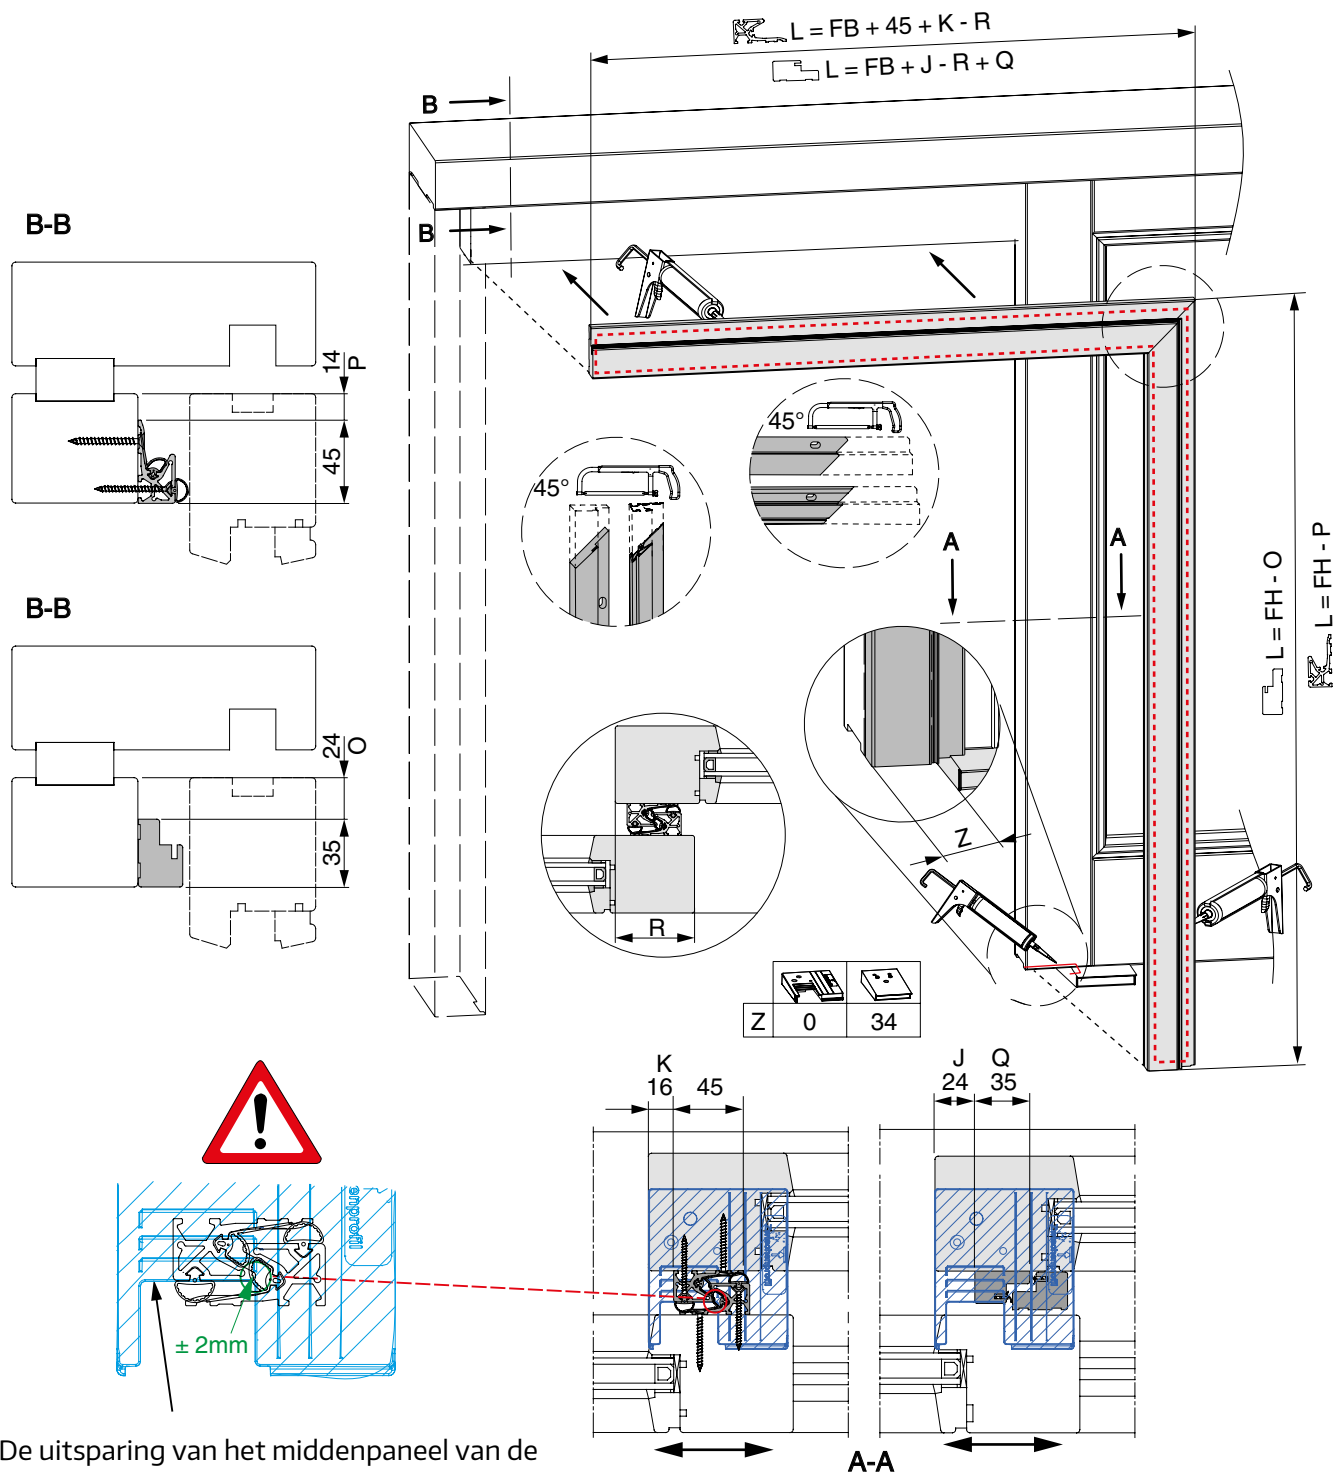 L = FB + 45 + K - R
L = FB + J - R + Q
B
B
B-B
14
P
45
B-B
24
O
35
45°
45°
A
A
L = FH - O
L = FH - P
Z
R
Z 0 34
K
16 45
J Q
24 35
enprofil
± 2mm
De uitsparing van het middenpaneel van de
A-A